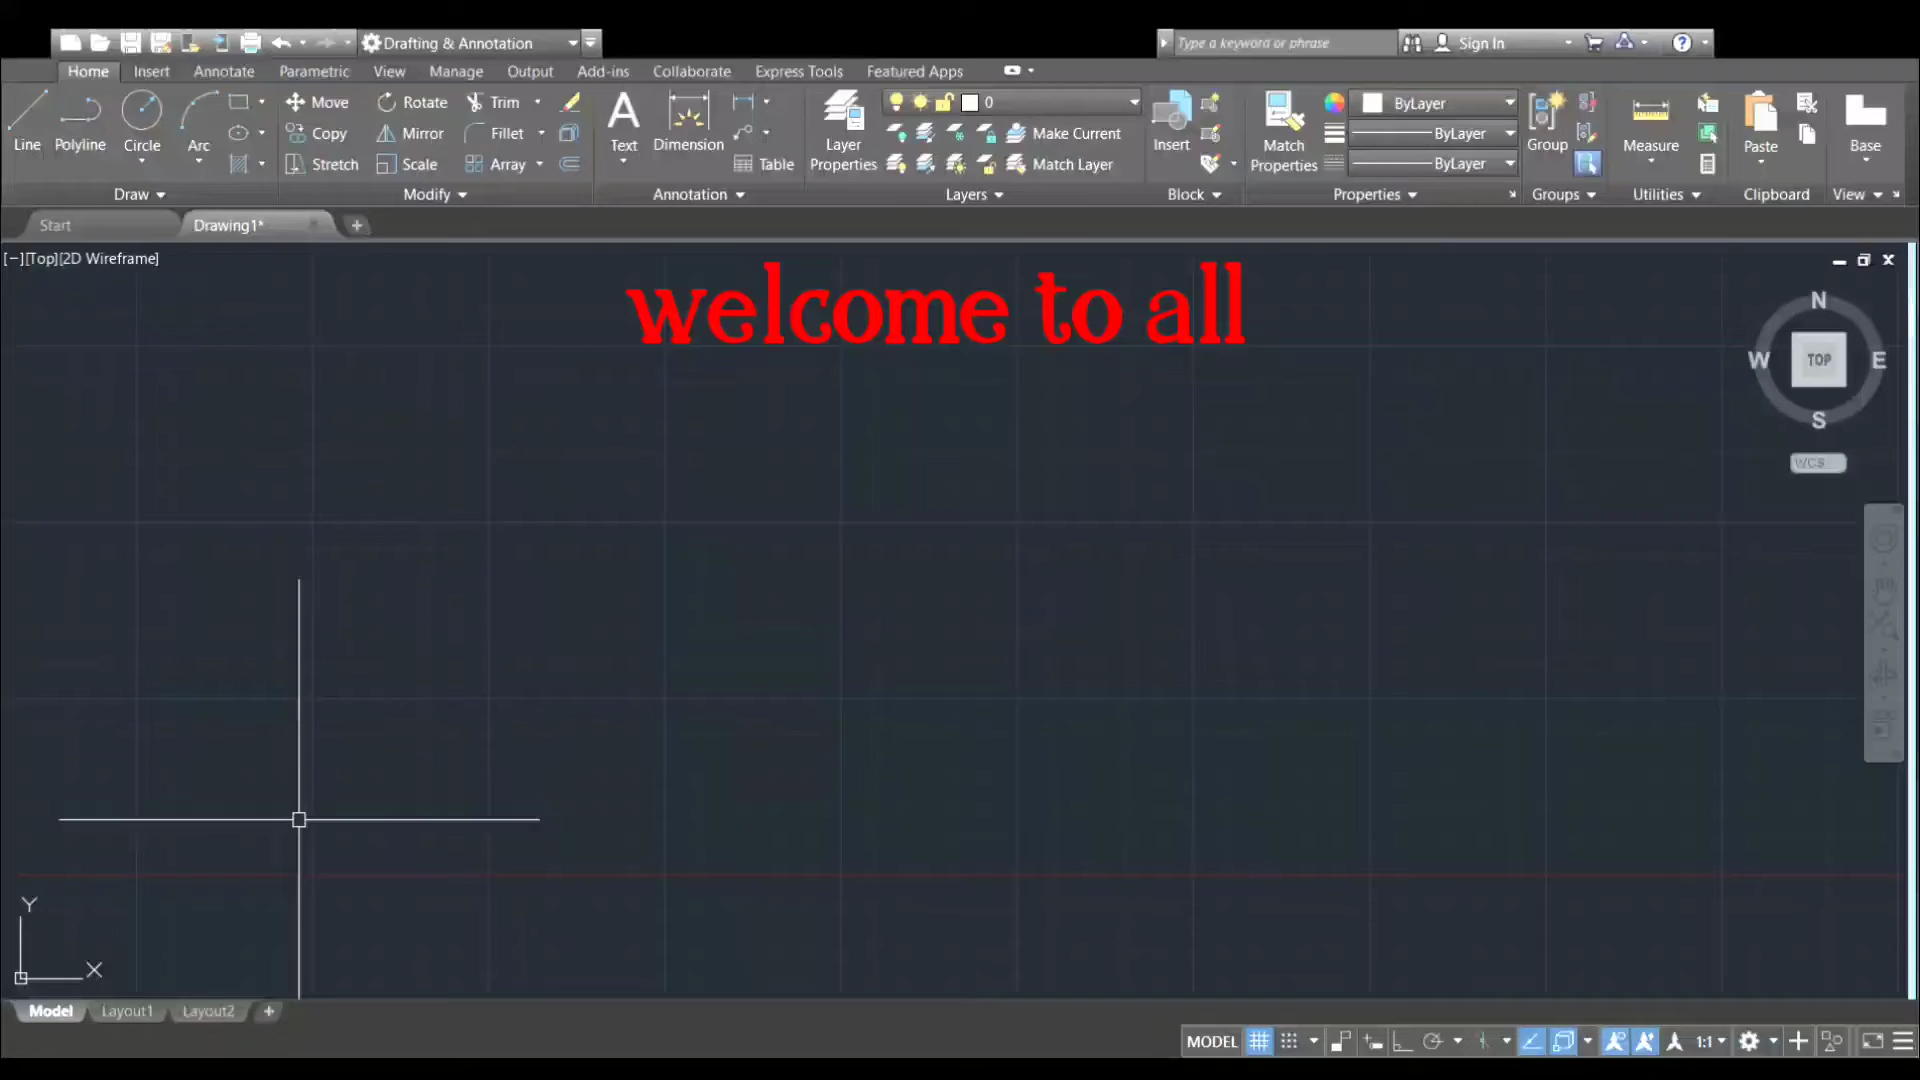 Drafting & Annotation
Type a keyword or phrase
Sign In
Home Insert Annotate Parametric View Manage Output Add-ins Collaborate Express Tools Featured Apps
Move Rotate Trim 0 ByLayer
Copy Mirror Fillet Make Current ByLayer
Line Polyline Circle Arc Text Dimension Layer Properties Insert Match Properties Group Measure Paste Base
Stretch Scale Array Table Match Layer ByLayer
Draw Modify Annotation Layers Block Properties Groups Utilities Clipboard View
Start Drawing1*
[−][Top][2D Wireframe]
welcome to all
N
W TOP E
S
WCS
Y
X
Model Layout1 Layout2
MODEL 1:1